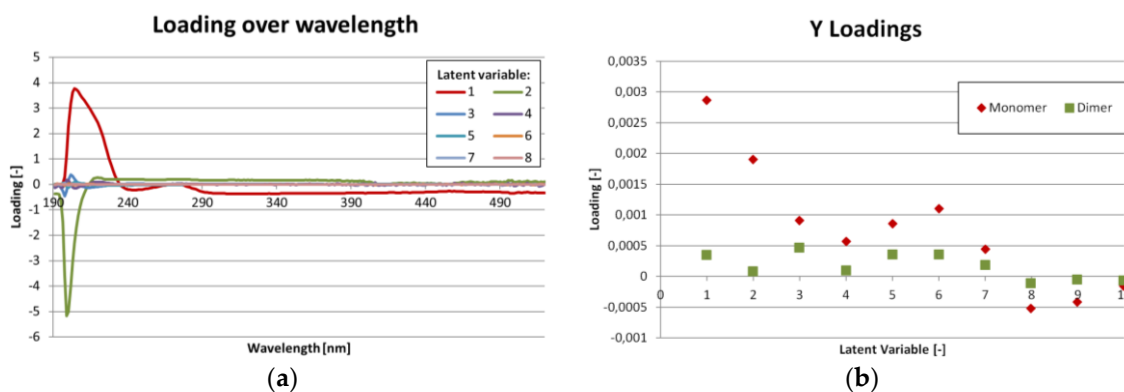 Loading over wavelength
5
4
3
2
1
0
-1
-2
-3
-4
-5
-6
Loading [-]
190 240 290 340 390 440 490
Wavelength [nm]
Latent variable:
1 2
3 4
5 6
7 8
(a)
Y Loadings
0,0035
0,003
0,0025
0,002
0,0015
0,001
0,0005
0
-0,0005
-0,001
Loading [-]
0 1 2 3 4 5 6 7 8 9
Latent Variable [-]
Monomer Dimer
(b)